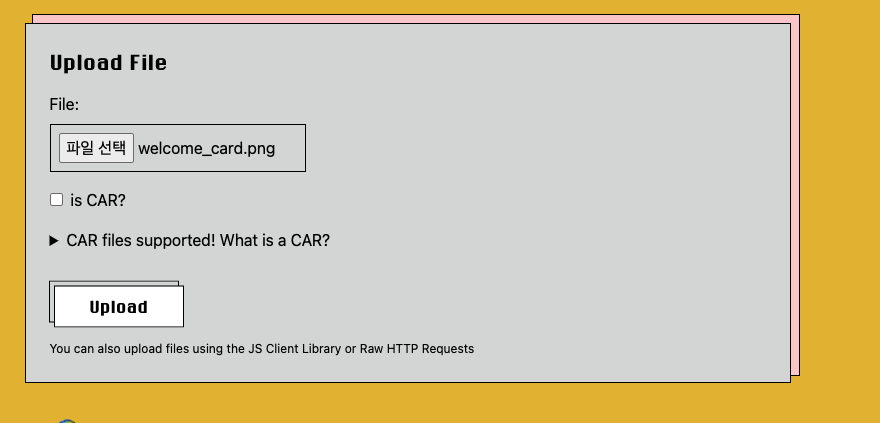 Upload File
File:
파일 선택 welcome_card.png
is CAR?
CAR files supported! What is a CAR?
Upload
You can also upload files using the JS Client Library or Raw HTTP Requests